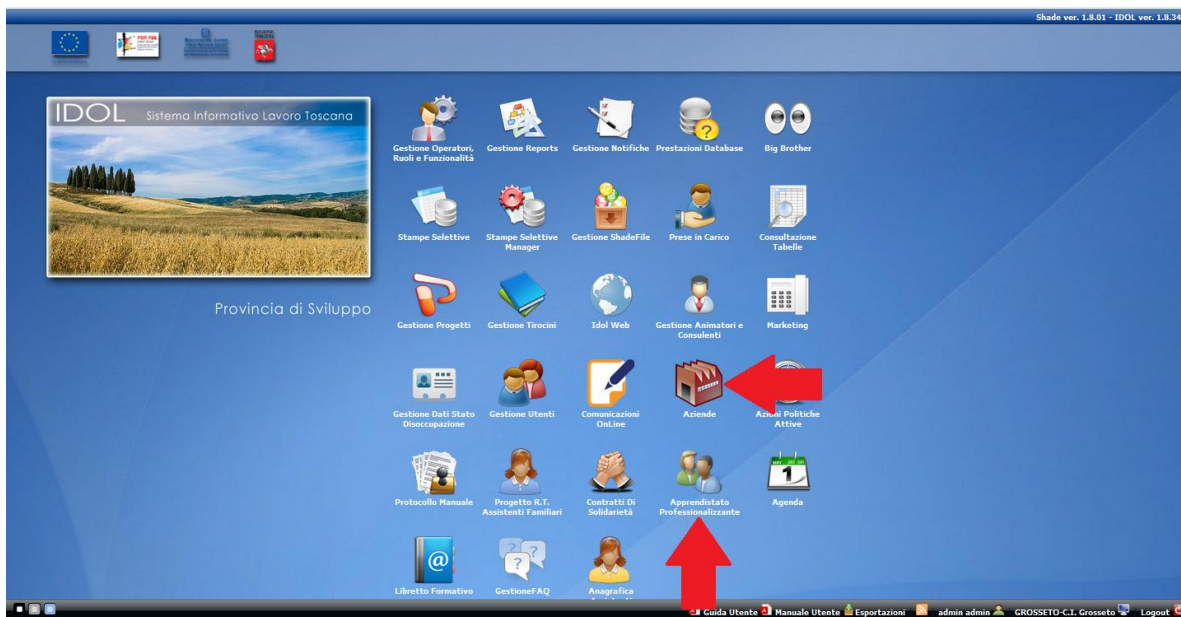 Shade ver. 1.8.01 - IDOL ver. 1.8.34
IDOL Sistema Informativo Lavoro Toscana
Provincia di Sviluppo
Gestione Operatori,
Ruoli e Funzionalità
Gestione Reports
Gestione Notifiche
Prestazioni Database
Big Brother
Stampe Selettive
Stampe Selettive
Manager
Gestione ShadeFile
Prese in Carico
Consultazione
Tabelle
Gestione Progetti
Gestione Tirocini
Idol Web
Gestione Animatori e
Consulenti
Marketing
Gestione Dati Stato
Disoccupazione
Gestione Utenti
Comunicazioni
OnLine
Aziende
Azioni Politiche
Attive
Protocollo Manuale
Progetto R.T.
Assistenti Familiari
Contratti Di
Solidarietà
Apprendistato
Professionalizzante
1
Agenda
Libretto Formativo
GestioneFAQ
Anagrafica
Guida Utente Manuale Utente Esportazioni admin admin GROSSETO-C.I. Grosseto Logout